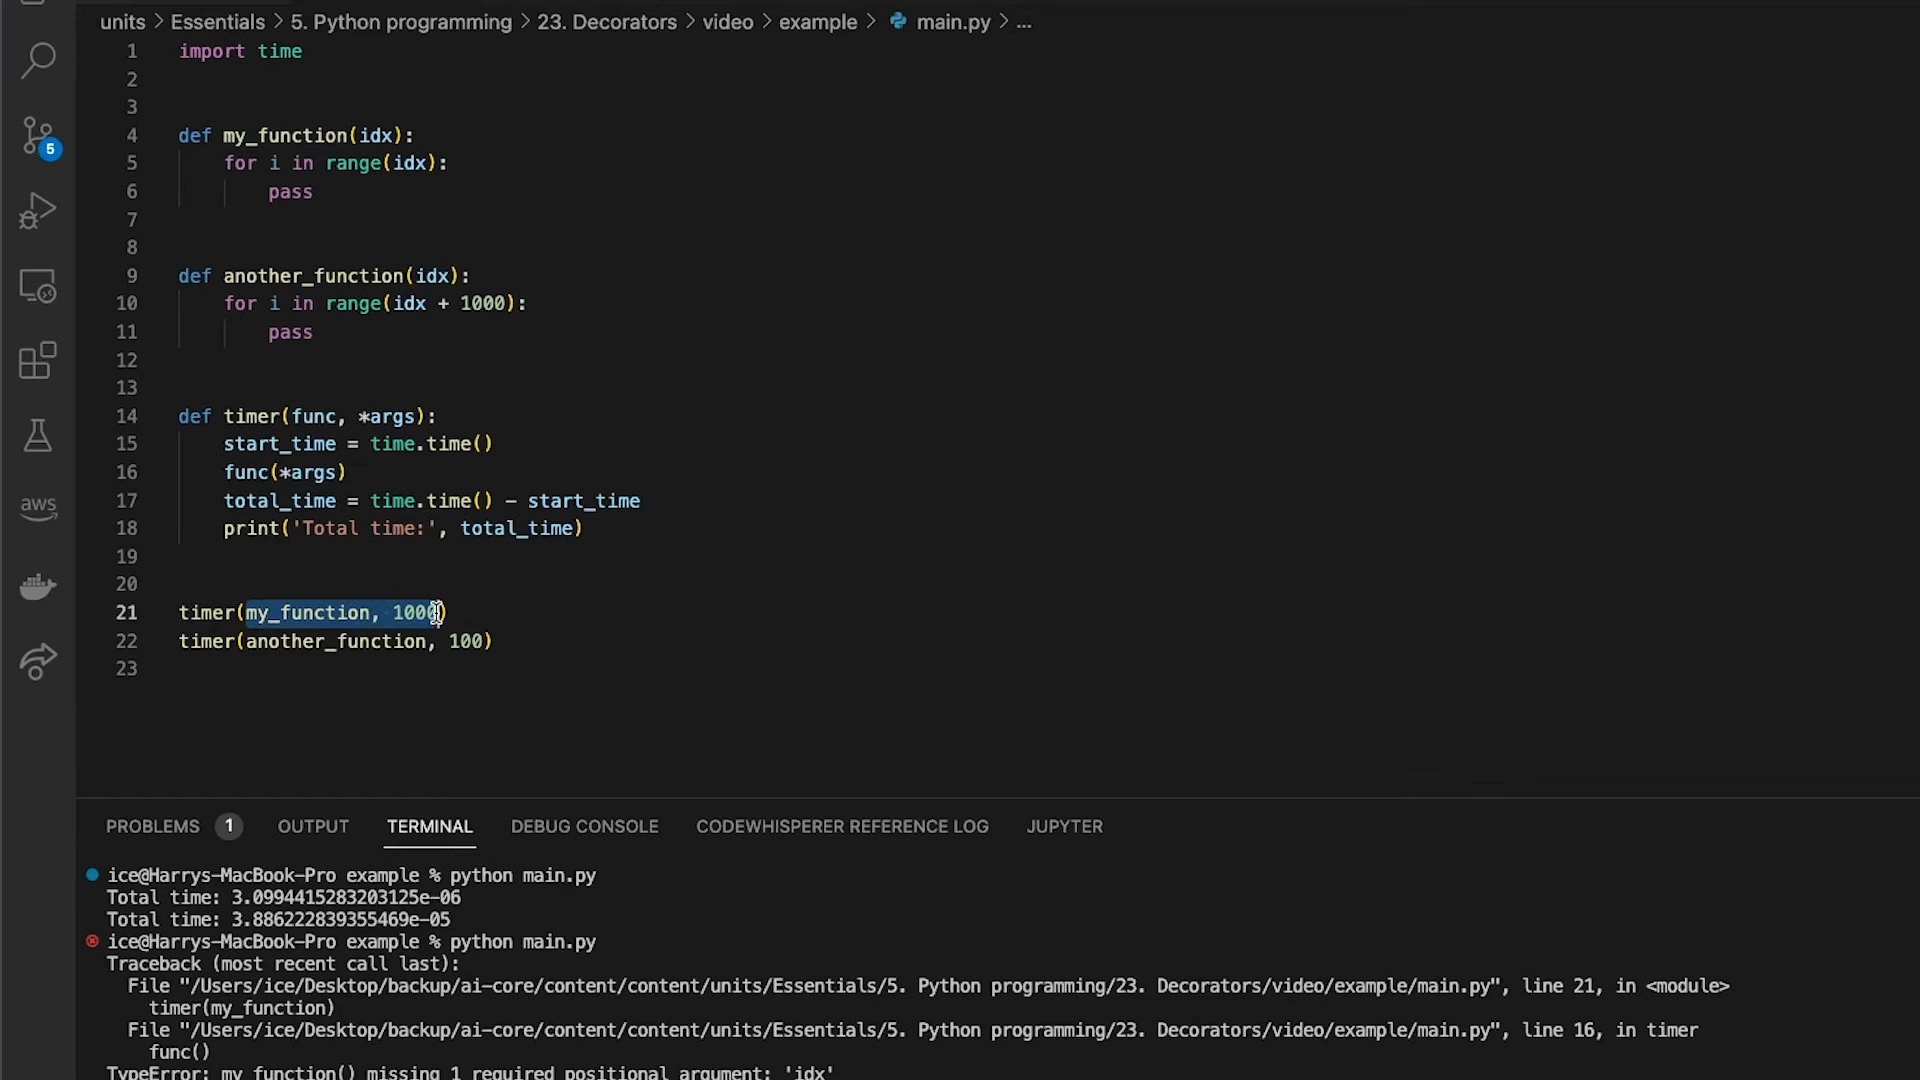 units > Essentials > 5. Python programming > 23. Decorators > video > example > main.py > ...
1 import time
2
3
4 def my_function(idx):
5 for i in range(idx):
6 pass
7
8
9 def another_function(idx):
10 for i in range(idx + 1000):
11 pass
12
13
14 def timer(func, *args):
15 start_time = time.time()
16 func(*args)
17 total_time = time.time() - start_time
18 print('Total time:', total_time)
19
20
21 timer(my_function, 1000)
22 timer(another_function, 100)
23
5
aws
PROBLEMS 1 OUTPUT TERMINAL DEBUG CONSOLE CODEWHISPERER REFERENCE LOG JUPYTER
ice@Harrys-MacBook-Pro example % python main.py
Total time: 3.0994415283203125e-06
Total time: 3.886222839355469e-05
ice@Harrys-MacBook-Pro example % python main.py
Traceback (most recent call last):
File "/Users/ice/Desktop/backup/ai-core/content/content/units/Essentials/5. Python programming/23. Decorators/video/example/main.py", line 21, in <module>
timer(my_function)
File "/Users/ice/Desktop/backup/ai-core/content/content/units/Essentials/5. Python programming/23. Decorators/video/example/main.py", line 16, in timer
func()
TypeError: my_function() missing 1 required positional argument: 'idx'